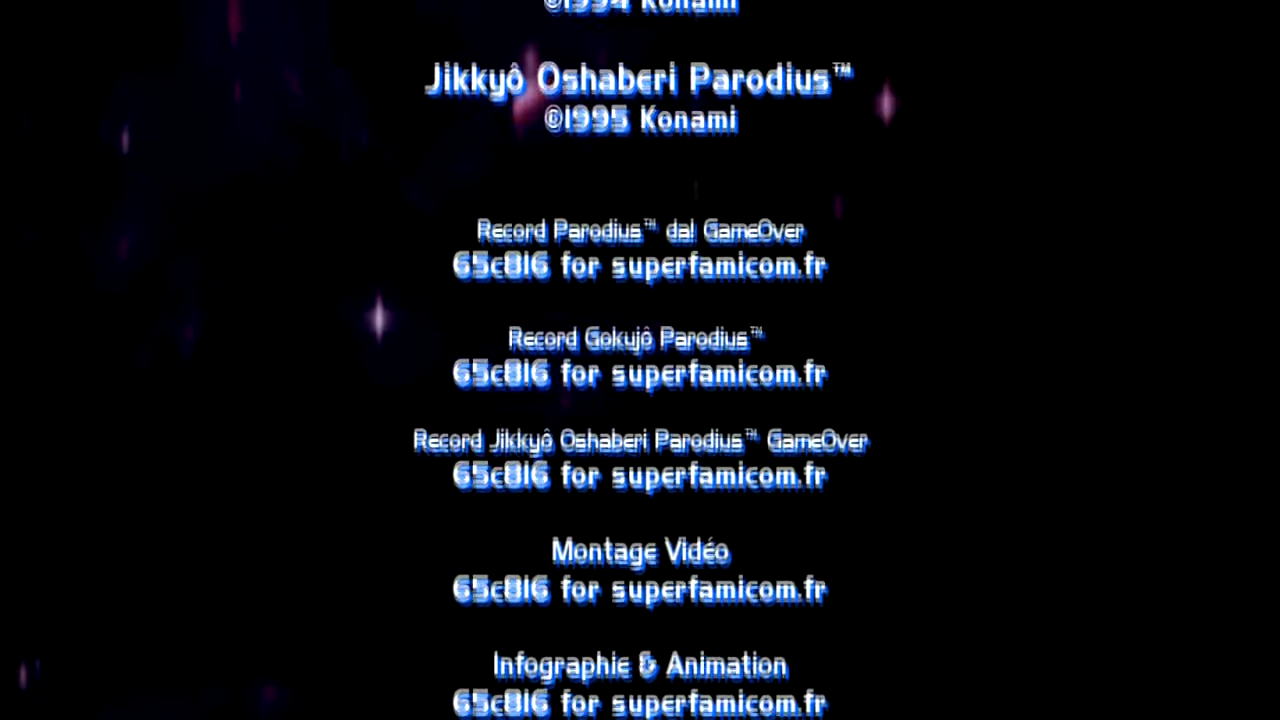 ©1994 Konami
Jikkyô Oshaberi Parodius™
©1995 Konami
Record Parodius™ da! GameOver
65c816 for superfamicom.fr
Record Gokujô Parodius™
65c816 for superfamicom.fr
Record Jikkyô Oshaberi Parodius™ GameOver
65c816 for superfamicom.fr
Montage Vidéo
65c816 for superfamicom.fr
Infographie & Animation
65c816 for superfamicom.fr